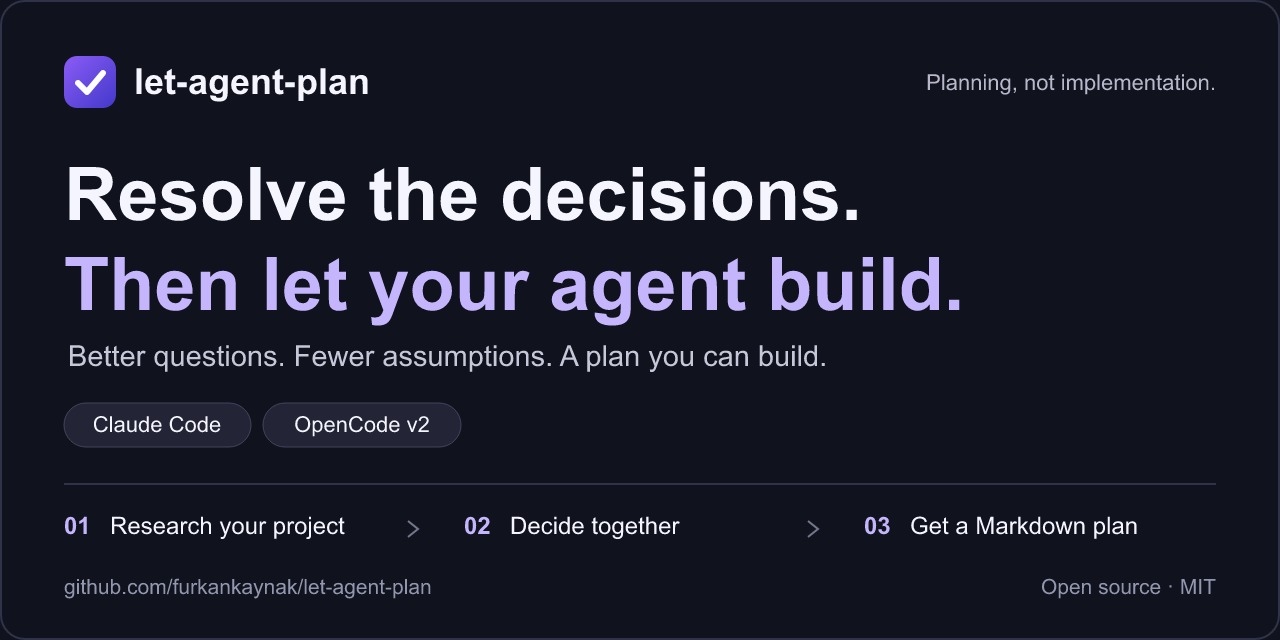 let-agent-plan
Planning, not implementation.
Resolve the decisions.
Then let your agent build.
Better questions. Fewer assumptions. A plan you can build.
Claude Code
OpenCode v2
01 Research your project
02 Decide together
03 Get a Markdown plan
github.com/furkankaynak/let-agent-plan
Open source · MIT